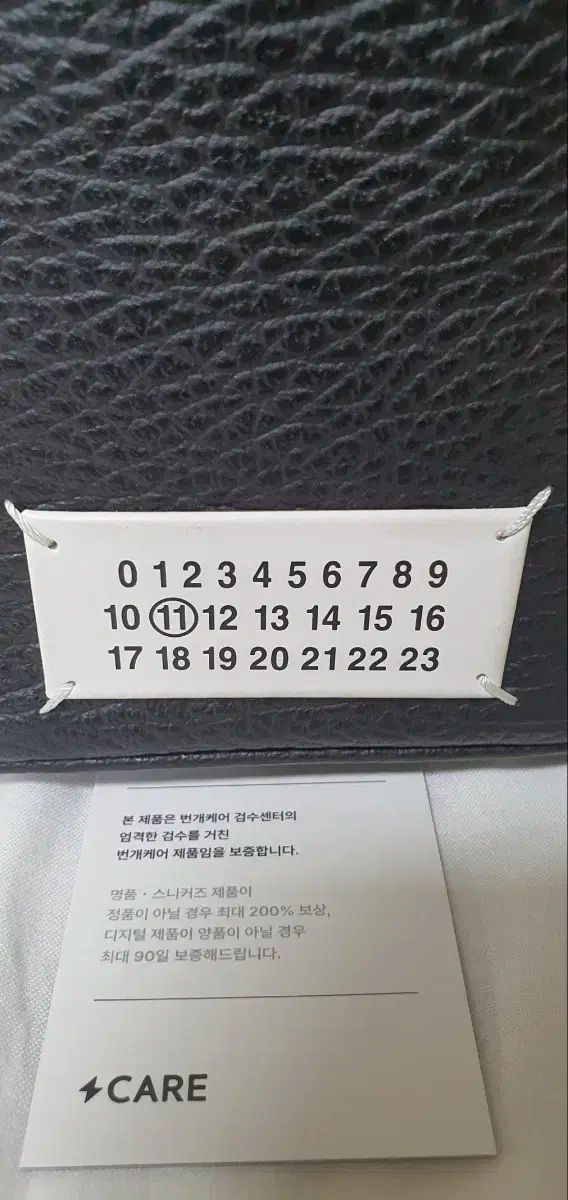 0 1 2 3 4 5 6 7 8 9
10 11 12 13 14 15 16
17 18 19 20 21 22 23
본 제품은 번개케어 검수센터의
엄격한 검수를 거친
번개케어 제품임을 보증합니다.
명품 · 스니커즈 제품이
정품이 아닐 경우 최대 200% 보상,
디지털 제품이 양품이 아닐 경우
최대 90일 보증해드립니다.
CARE